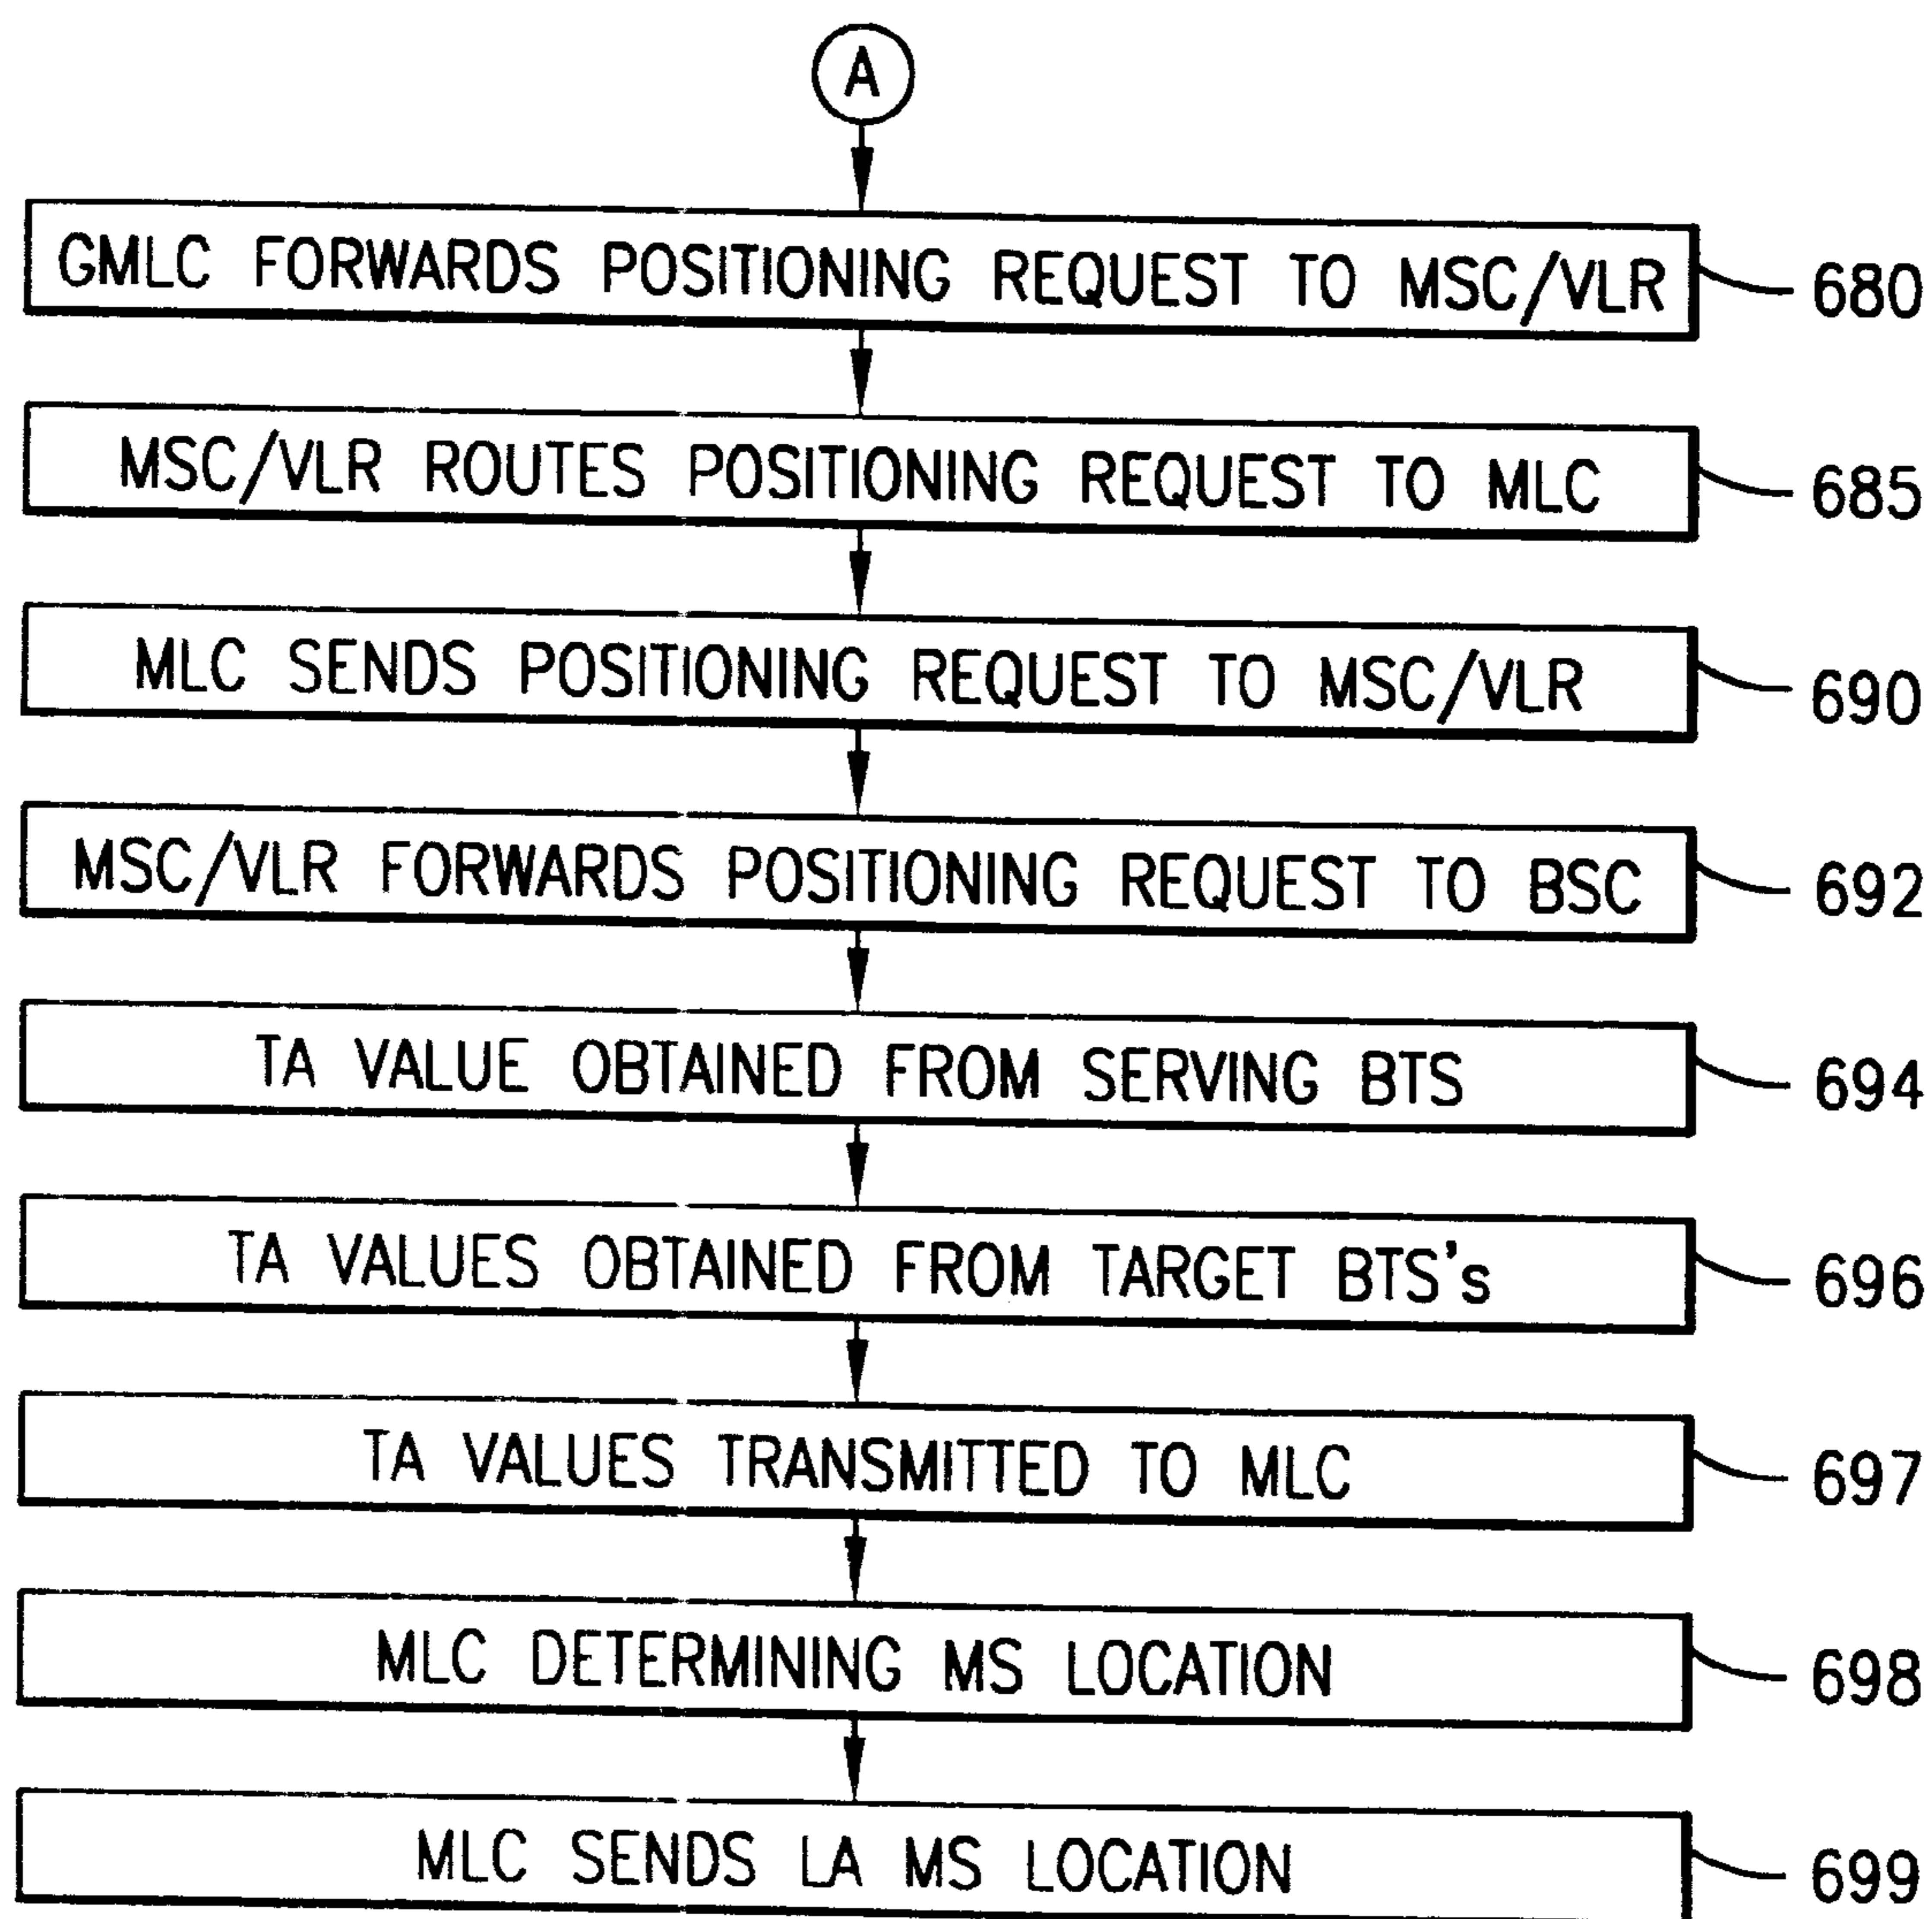 A
GMLC FORWARDS POSITIONING REQUEST TO MSC/VLR 680
MSC/VLR ROUTES POSITIONING REQUEST TO MLC 685
MLC SENDS POSITIONING REQUEST TO MSC/VLR 690
MSC/VLR FORWARDS POSITIONING REQUEST TO BSC 692
TA VALUE OBTAINED FROM SERVING BTS 694
TA VALUES OBTAINED FROM TARGET BTS's 696
TA VALUES TRANSMITTED TO MLC 697
MLC DETERMINING MS LOCATION 698
MLC SENDS LA MS LOCATION 699